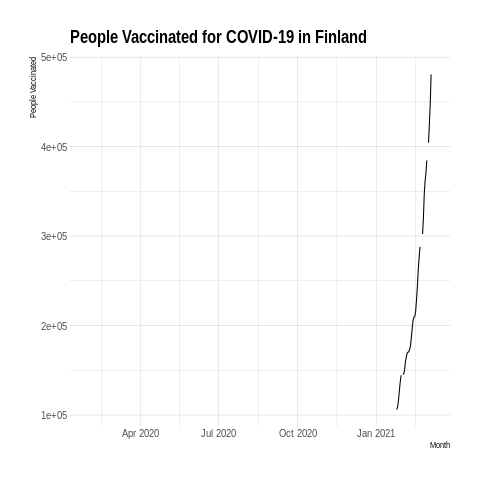 People Vaccinated for COVID-19 in Finland
People Vaccinated
5e+05
4e+05
3e+05
2e+05
1e+05
Apr 2020 Jul 2020 Oct 2020 Jan 2021
Month